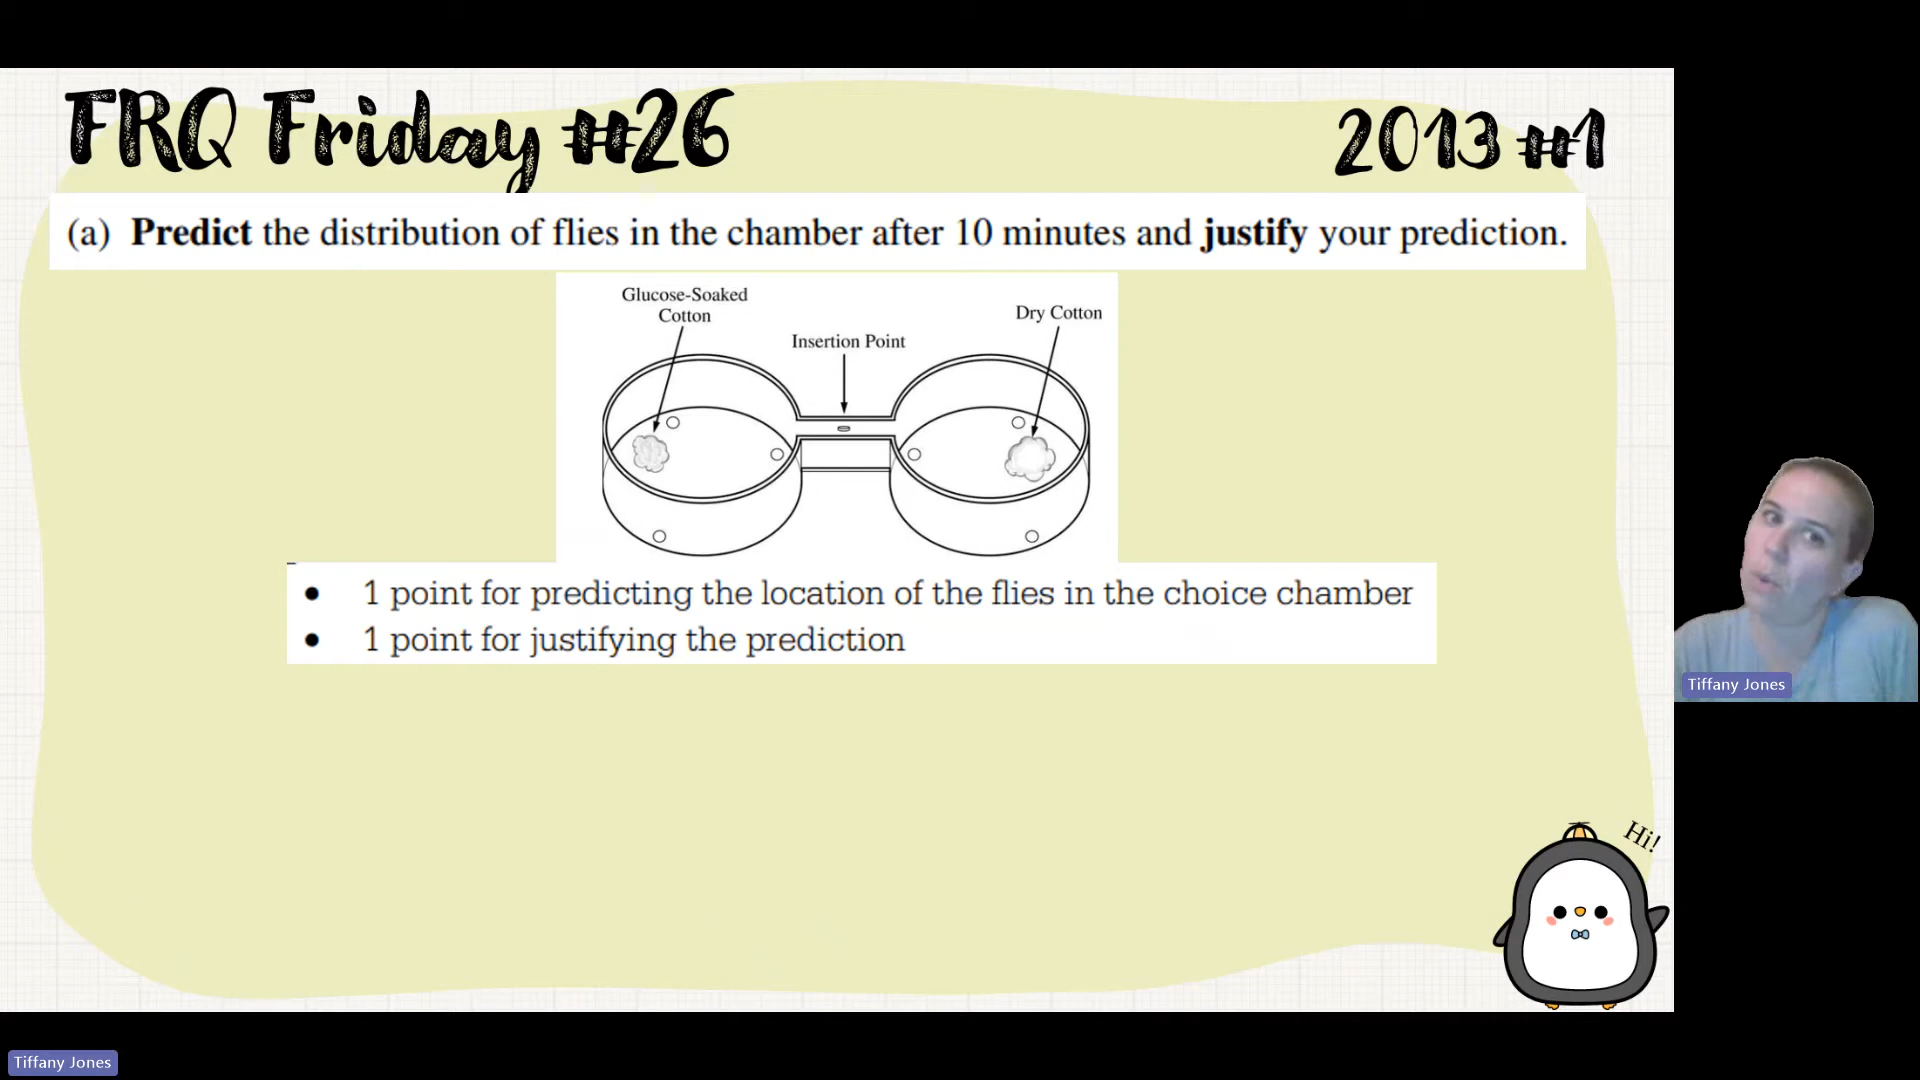 FRQ Friday #26
2013 #1
(a) Predict the distribution of flies in the chamber after 10 minutes and justify your prediction.
Glucose-Soaked
Cotton
Insertion Point
Dry Cotton
• 1 point for predicting the location of the flies in the choice chamber
• 1 point for justifying the prediction
Hi!
Tiffany Jones
Tiffany Jones